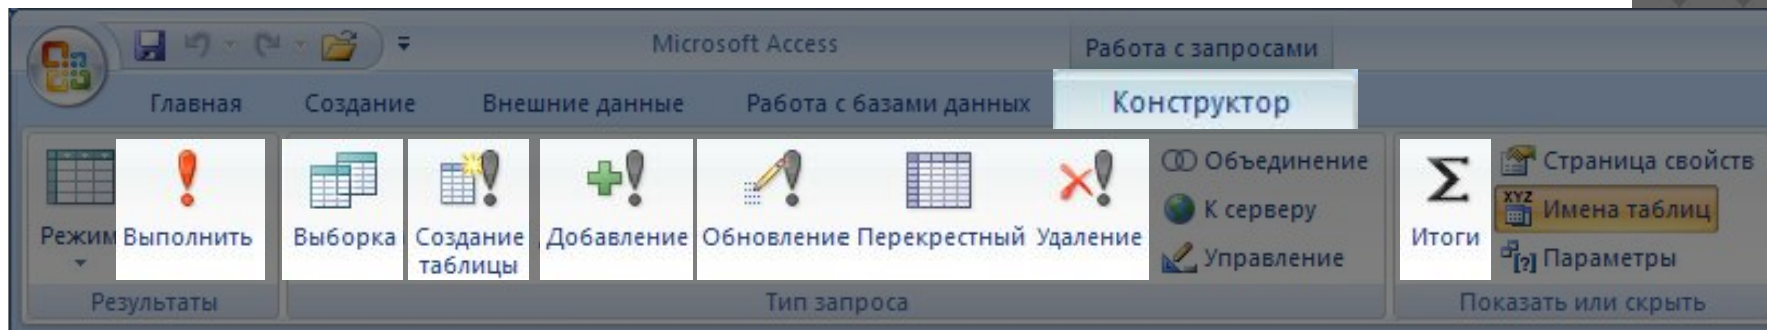 Microsoft Access
Работа с запросами
Главная
Создание
Внешние данные
Работа с базами данных
Конструктор
Режим
Выполнить
Выборка
Создание
таблицы
Добавление
Обновление
Перекрестный
Удаление
Объединение
К серверу
Управление
Итоги
Страница свойств
XYZ
Имена таблиц
[?]
Параметры
Результаты
Тип запроса
Показать или скрыть